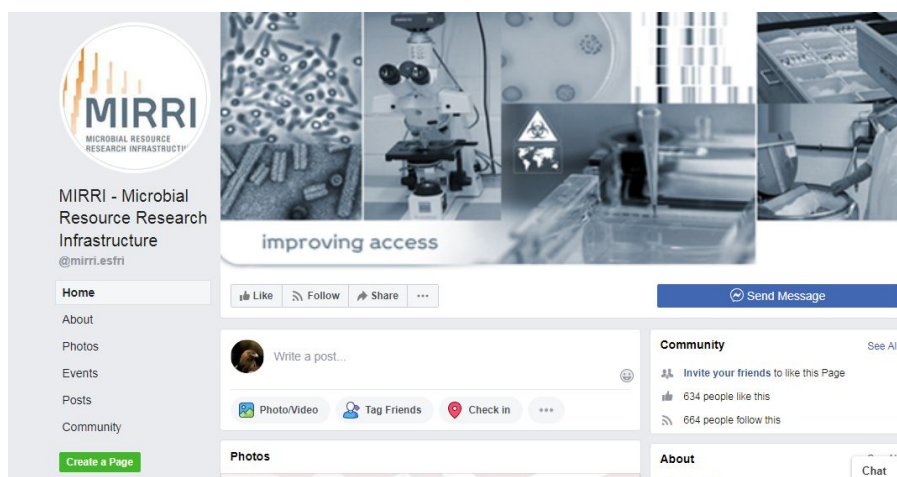 MIRRI
MICROBIAL RESOURCE
RESEARCH INFRASTRUCTU
MIRRI - Microbial
Resource Research
Infrastructure
@mirri.esfri
Home
About
Photos
Events
Posts
Community
Create a Page
improving access
Like
Follow
Share
Send Message
Write a post...
Photo/Video
Tag Friends
Check in
Photos
Community
See Al
Invite your friends to like this Page
634 people like this
664 people follow this
About
Chat